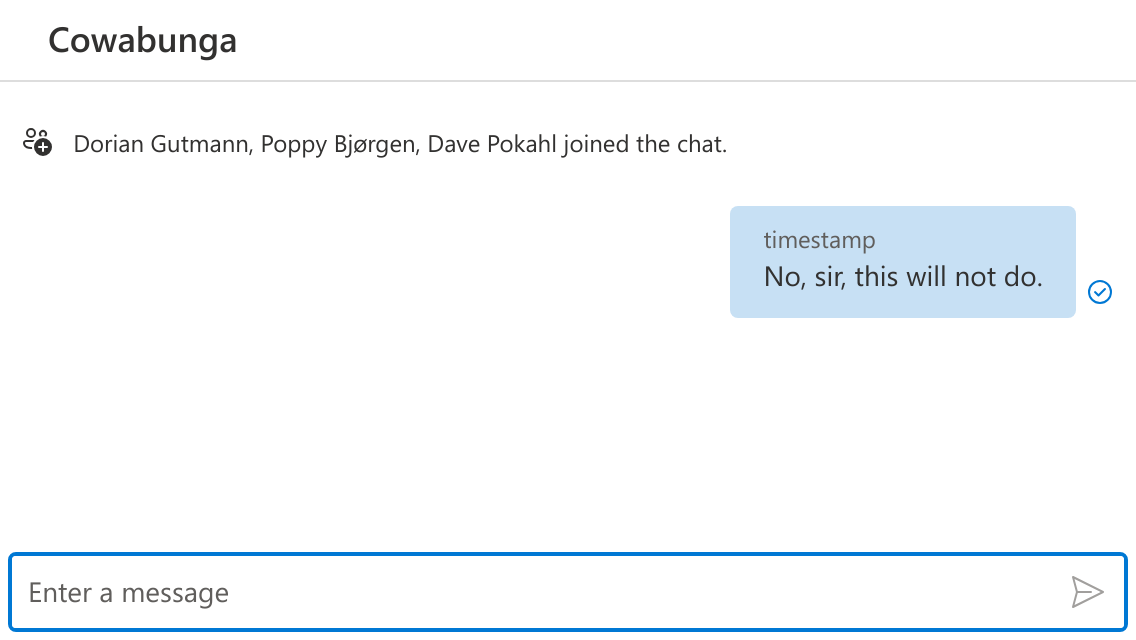 Cowabunga
Dorian Gutmann, Poppy Bjørgen, Dave Pokahl joined the chat.
timestamp
No, sir, this will not do.
Enter a message